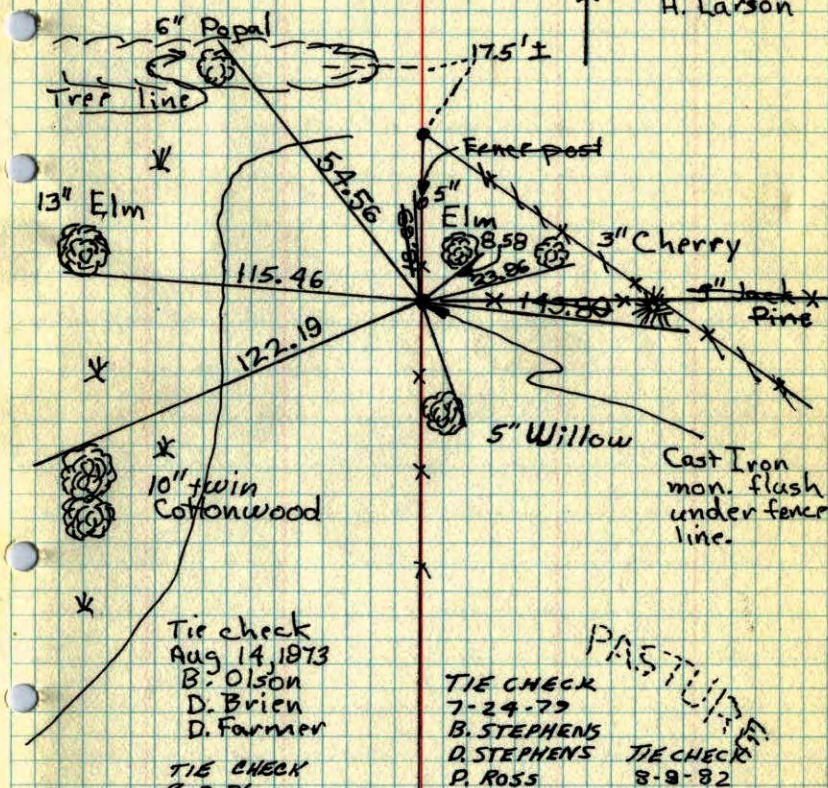 H. Larson
6" Popal
17.5'±
Tree line
Fence post
54.56
5"
13" Elm
Elm
8.58
3" Cherry
23.86
115.46
Jack
149.80
Pine
122.19
5" Willow
Cast Iron
mon. flash
under fence
line.
10" twin
Cottonwood
PASTURE
Tie check
Aug 14, 1973
B. Olson
D. Brien
D. Farmer
TIE CHECK
7-24-79
B. STEPHENS
D. STEPHENS
P. ROSS
TIE CHECK
8-9-82
TIE CHECK